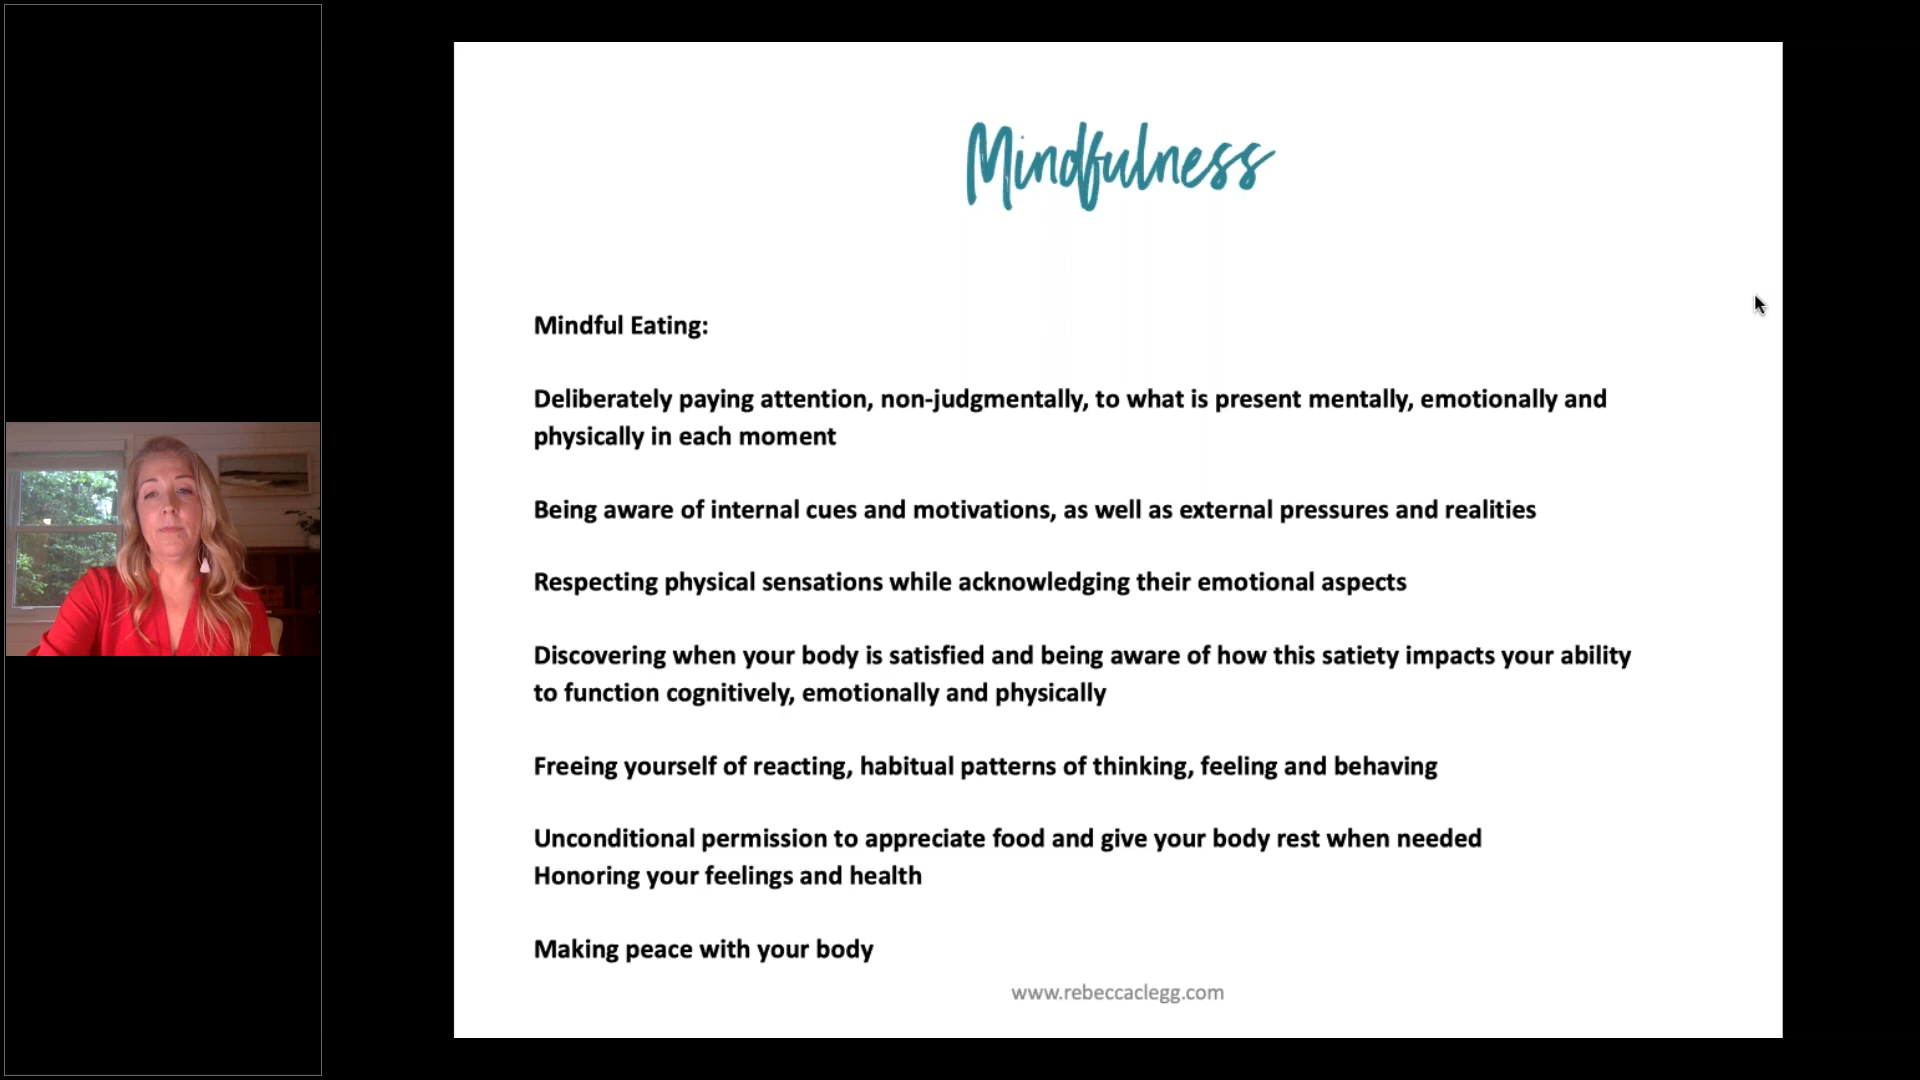 Mindfulness
Mindful Eating:
Deliberately paying attention, non-judgmentally, to what is present mentally, emotionally and
physically in each moment
Being aware of internal cues and motivations, as well as external pressures and realities
Respecting physical sensations while acknowledging their emotional aspects
Discovering when your body is satisfied and being aware of how this satiety impacts your ability
to function cognitively, emotionally and physically
Freeing yourself of reacting, habitual patterns of thinking, feeling and behaving
Unconditional permission to appreciate food and give your body rest when needed
Honoring your feelings and health
Making peace with your body
www.rebeccaclegg.com